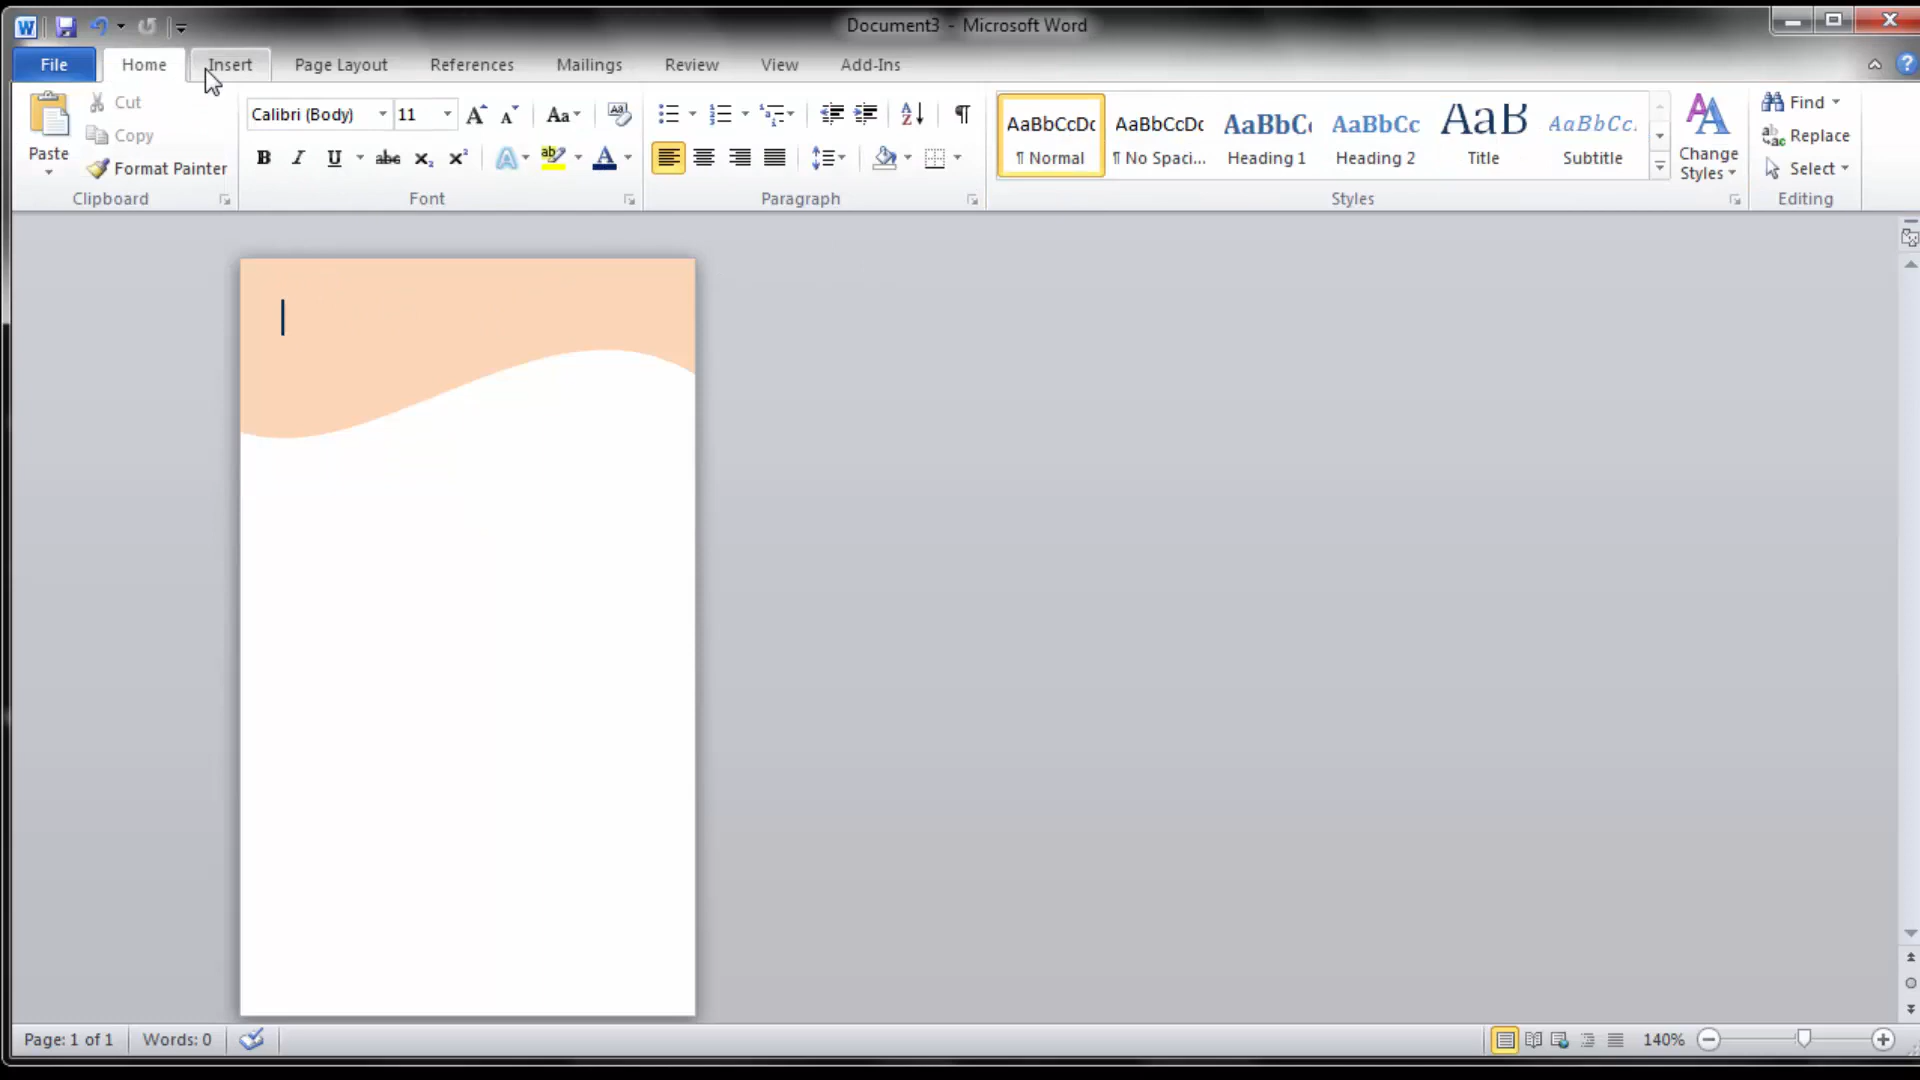 Document3 - Microsoft Word
File Home Insert Page Layout References Mailings Review View Add-Ins
Paste
Cut
Copy
Format Painter
Clipboard
Calibri (Body) 11
Font
Paragraph
AaBbCcDc AaBbCcDc AaBbC AaBbCc AaB AaBbCc.
¶ Normal ¶ No Spaci... Heading 1 Heading 2 Title Subtitle
Change
Styles
Styles
Find
Replace
Select
Editing
Page: 1 of 1 Words: 0 140%